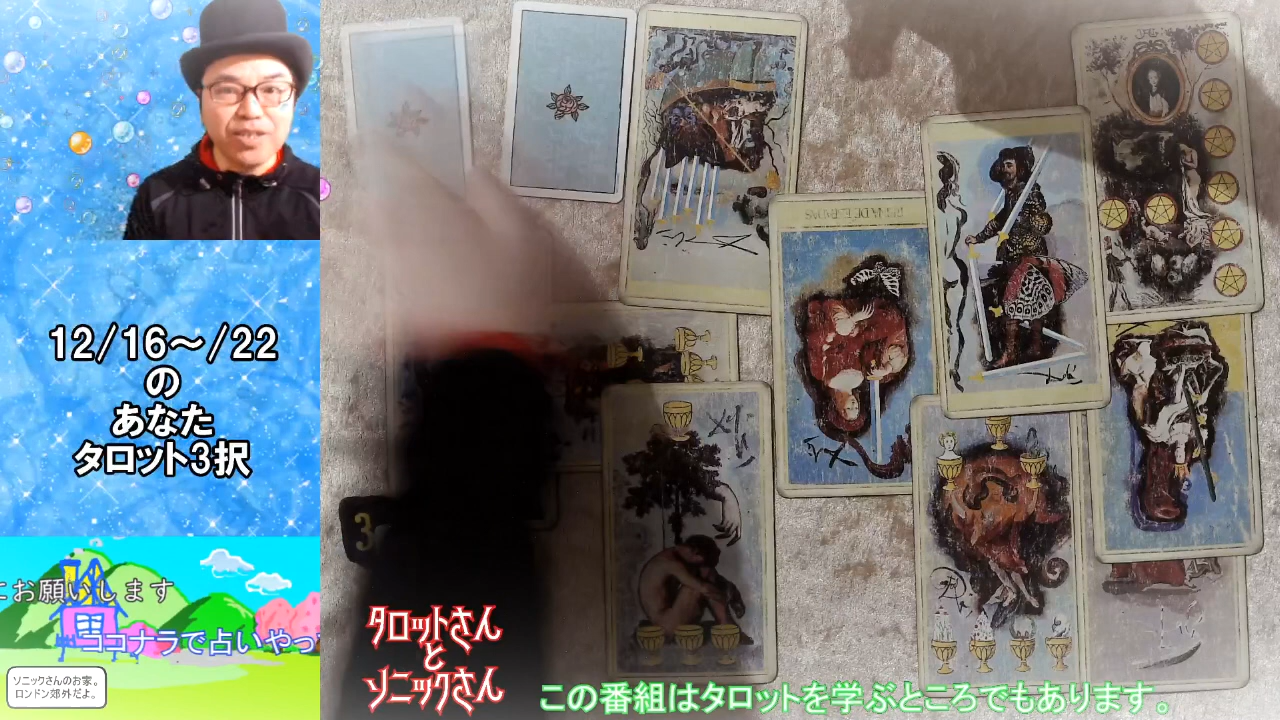 12/16～/22
の
あなた
タロット3択
にお願いします
ココナラで占いやっ
ソニックさんのお家。
ロンドン郊外だよ。
3
タロットさん
と
ソニックさん
この番組はタロットを学ぶところでもあります。